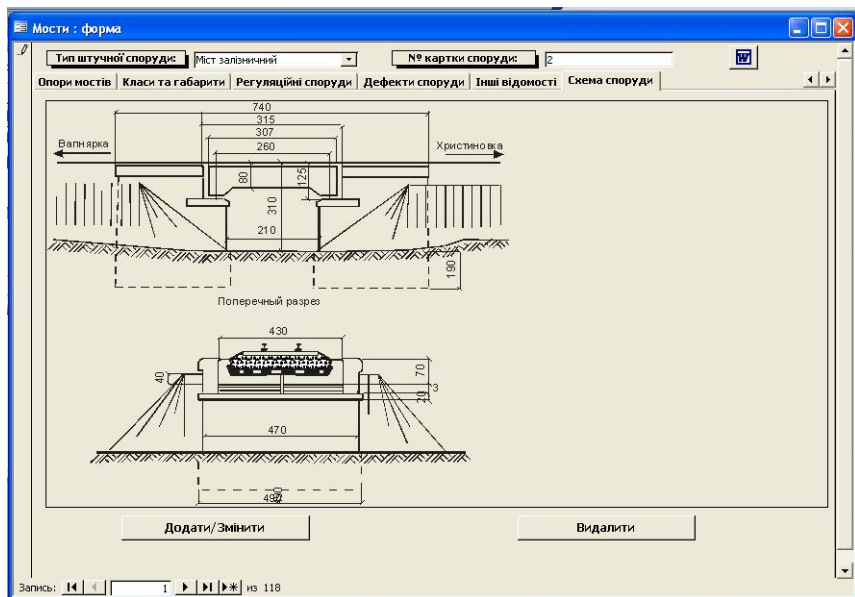 Мости : форма
Тип штучної споруди: Міст залізничний № картки споруди: 2
Опори мостів Класи та габарити Регуляційні споруди Дефекти споруди Інші відомості Схема споруди
740
315
307
260
Вапнярка Христиновка
80 125
310
210
190
Поперечный разрез
430
40 70
3
20
470
Додати/Змінити Видалити
Запись: 1 из 118